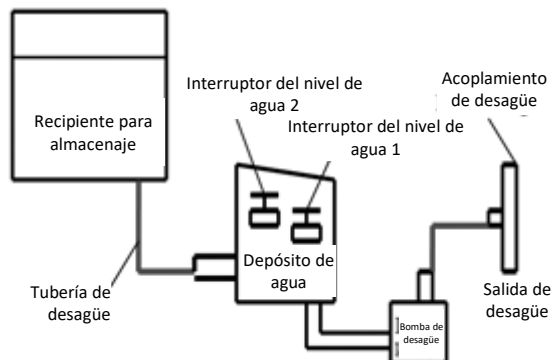 Recipiente para
almacenaje
Interruptor del nivel de
agua 2
Interruptor del nivel de
agua 1
Acoplamiento
de desagüe
Depósito de
agua
Tubería de
desagüe
Bomba de
desagüe
Salida de
desagüe